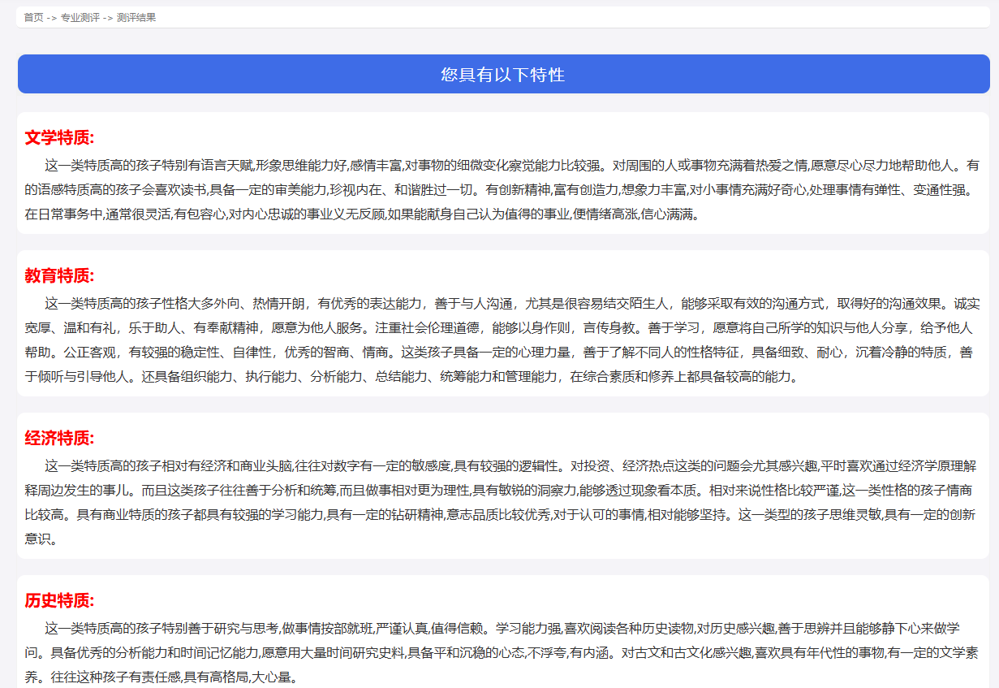 首页 -> 专业测评 -> 测评结果
您具有以下特性
文学特质:
这一类特质高的孩子特别有语言天赋,形象思维能力好,感情丰富,对事物的细微变化察觉能力比较强。对周围的人或事物充满着热爱之情,愿意尽心尽力地帮助他人。有
的语感特质高的孩子会喜欢读书,具备一定的审美能力,珍视内在、和谐胜过一切。有创新精神,富有创造力,想象力丰富,对小事情充满好奇心,处理事情有弹性、变通性强。
在日常事务中,通常很灵活,有包容心,对内心忠诚的事业义无反顾,如果能献身自己认为值得的事业,便情绪高涨,信心满满。
教育特质:
这一类特质高的孩子性格大多外向、热情开朗，有优秀的表达能力，善于与人沟通，尤其是很容易结交陌生人，能够采取有效的沟通方式，取得好的沟通效果。诚实
宽厚、温和有礼，乐于助人、有奉献精神，愿意为他人服务。注重社会伦理道德，能够以身作则，言传身教。善于学习，愿意将自己所学的知识与他人分享，给予他人
帮助。公正客观，有较强的稳定性、自律性，优秀的智商、情商。这类孩子具备一定的心理力量，善于了解不同人的性格特征，具备细致、耐心，沉着冷静的特质，善
于倾听与引导他人。还具备组织能力、执行能力、分析能力、总结能力、统筹能力和管理能力，在综合素质和修养上都具备较高的能力。
经济特质:
这一类特质高的孩子相对有经济和商业头脑,往往对数字有一定的敏感度,具有较强的逻辑性。对投资、经济热点这类的问题会尤其感兴趣,平时喜欢通过经济学原理解
释周边发生的事儿。而且这类孩子往往善于分析和统筹,而且做事相对更为理性,具有敏锐的洞察力,能够透过现象看本质。相对来说性格比较严谨,这一类性格的孩子情商
比较高。具有商业特质的孩子都具有较强的学习能力,具有一定的钻研精神,意志品质比较优秀,对于认可的事情,相对能够坚持。这一类型的孩子思维灵敏,具有一定的创新
意识。
历史特质:
这一类特质高的孩子特别善于研究与思考,做事情按部就班,严谨认真,值得信赖。学习能力强,喜欢阅读各种历史读物,对历史感兴趣,善于思辨并且能够静下心来做学
问。具备优秀的分析能力和时间记忆能力,愿意用大量时间研究史料,具备平和沉稳的心态,不浮夸,有内涵。对古文和古文化感兴趣,喜欢具有年代性的事物,有一定的文学素
养。往往这种孩子有责任感,具有高格局,大心量。